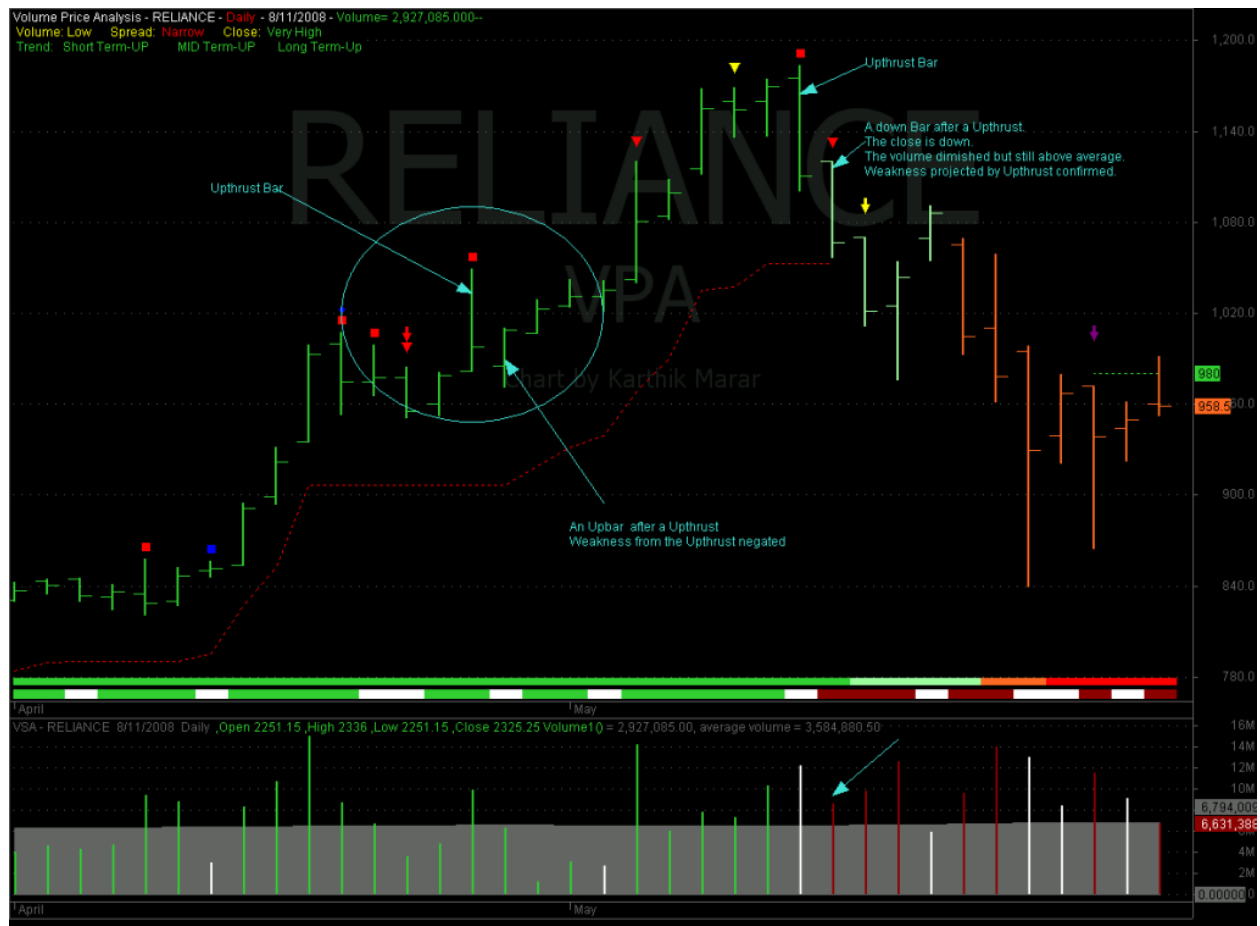 Volume Price Analysis - RELIANCE - Daily - 8/11/2008 - Volume= 2,927,085.000--
Volume: Low Spread: Narrow Close: Very High
Trend: Short Term-UP MID Term-UP Long Term-Up
1,200.0
Upthrust Bar
RELIANCE
A down Bar after a Upthrust.
The close is down.
The volume dimished but still above average.
Weakness projected by Upthrust confirmed.
1,140.0
Upthrust Bar
1,080.0
VPA
1,020.0
Chart by Karthik Marar
980
958.5
60.0
900.0
An Upbar after a Upthrust
Weakness from the Upthrust negated
840.0
780.0
April
May
VSA - RELIANCE 8/11/2008 Daily ,Open 2251.15 ,High 2336 ,Low 2251.15 ,Close 2325.25 Volume1() = 2,927,085.00, average volume = 3,584,880.50
16M
14M
12M
10M
6,794,009
6,631,388
4M
2M
0.00000
0
April
May